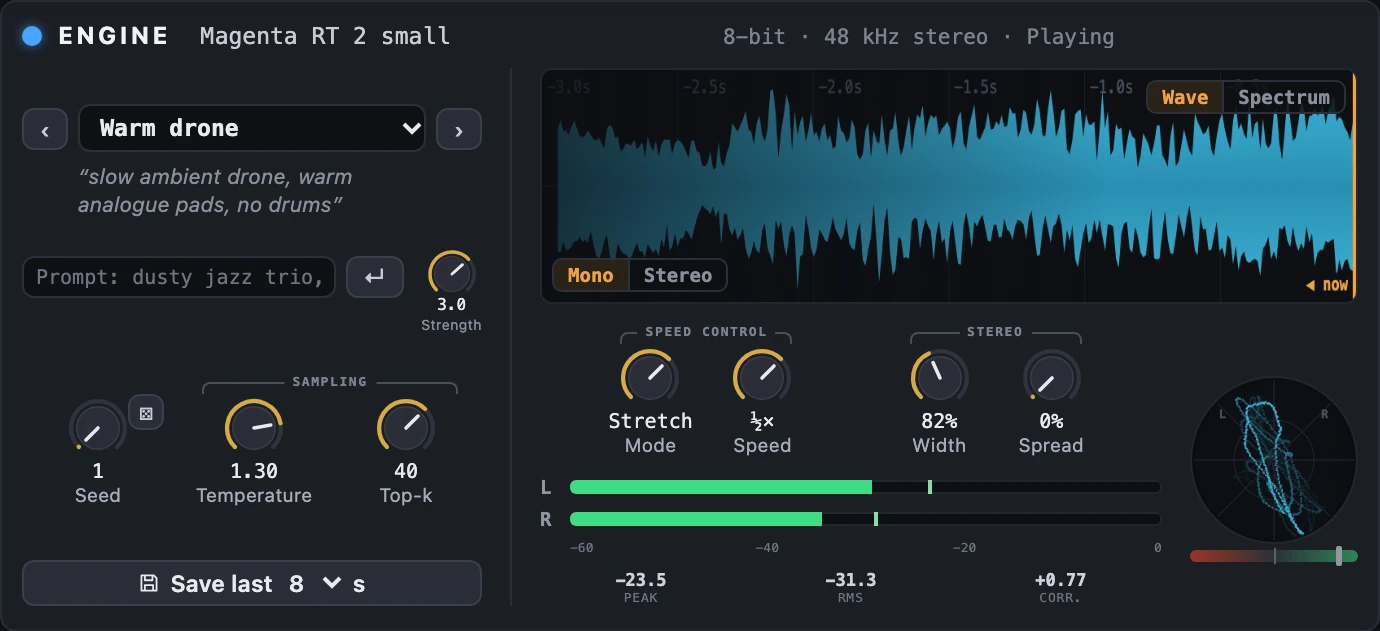 ENGINE Magenta RT 2 small
8-bit · 48 kHz stereo · Playing
‹ Warm drone ›
“slow ambient drone, warm
analogue pads, no drums”
Prompt: dusty jazz trio,
3.0
Strength
SAMPLING
1
Seed
1.30
Temperature
40
Top-k
Save last 8 s
-3.0s -2.5s -2.0s -1.5s -1.0s
Wave Spectrum
Mono Stereo
◀ now
SPEED CONTROL
Stretch
Mode
½×
Speed
STEREO
82%
Width
0%
Spread
L
R
-60 -40 -20 0
-23.5
PEAK
-31.3
RMS
+0.77
CORR.
L R